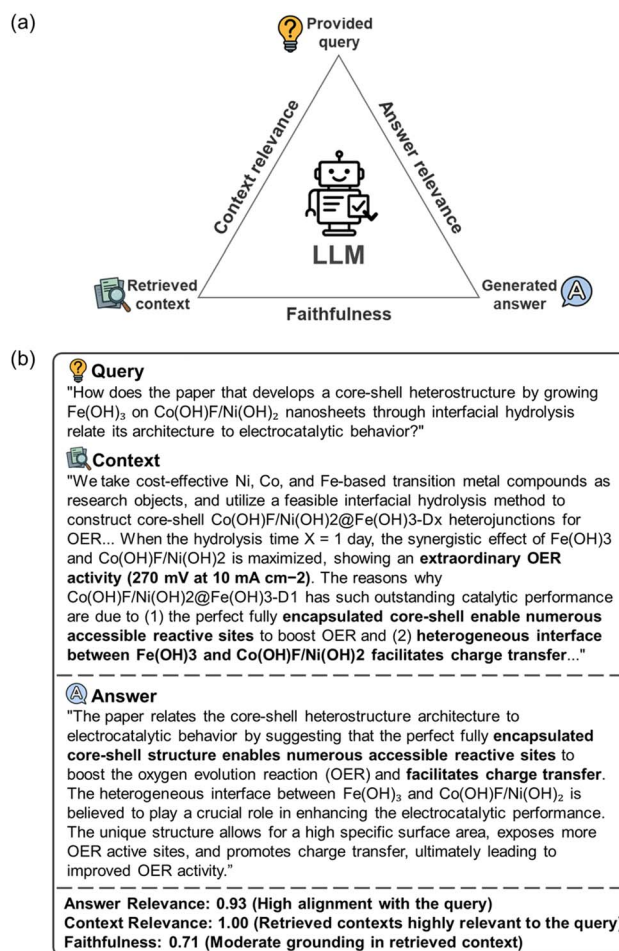 (a)
Provided
query
Context relevance
Answer relevance
LLM
Retrieved
context
Generated
answer
A
Faithfulness
(b)
Query
"How does the paper that develops a core-shell heterostructure by growing
Fe(OH)₃ on Co(OH)F/Ni(OH)₂ nanosheets through interfacial hydrolysis
relate its architecture to electrocatalytic behavior?"
Context
"We take cost-effective Ni, Co, and Fe-based transition metal compounds as
research objects, and utilize a feasible interfacial hydrolysis method to
construct core-shell Co(OH)F/Ni(OH)2@Fe(OH)3-Dx heterojunctions for
OER... When the hydrolysis time X = 1 day, the synergistic effect of Fe(OH)3
and Co(OH)F/Ni(OH)2 is maximized, showing an extraordinary OER
activity (270 mV at 10 mA cm−2). The reasons why
Co(OH)F/Ni(OH)2@Fe(OH)3-D1 has such outstanding catalytic performance
are due to (1) the perfect fully encapsulated core-shell enable numerous
accessible reactive sites to boost OER and (2) heterogeneous interface
between Fe(OH)3 and Co(OH)F/Ni(OH)2 facilitates charge transfer..."
A
Answer
"The paper relates the core-shell heterostructure architecture to
electrocatalytic behavior by suggesting that the perfect fully encapsulated
core-shell structure enables numerous accessible reactive sites to
boost the oxygen evolution reaction (OER) and facilitates charge transfer.
The heterogeneous interface between Fe(OH)₃ and Co(OH)F/Ni(OH)₂ is
believed to play a crucial role in enhancing the electrocatalytic performance.
The unique structure allows for a high specific surface area, exposes more
OER active sites, and promotes charge transfer, ultimately leading to
improved OER activity."
Answer Relevance: 0.93 (High alignment with the query)
Context Relevance: 1.00 (Retrieved contexts highly relevant to the query)
Faithfulness: 0.71 (Moderate grounding in retrieved context)